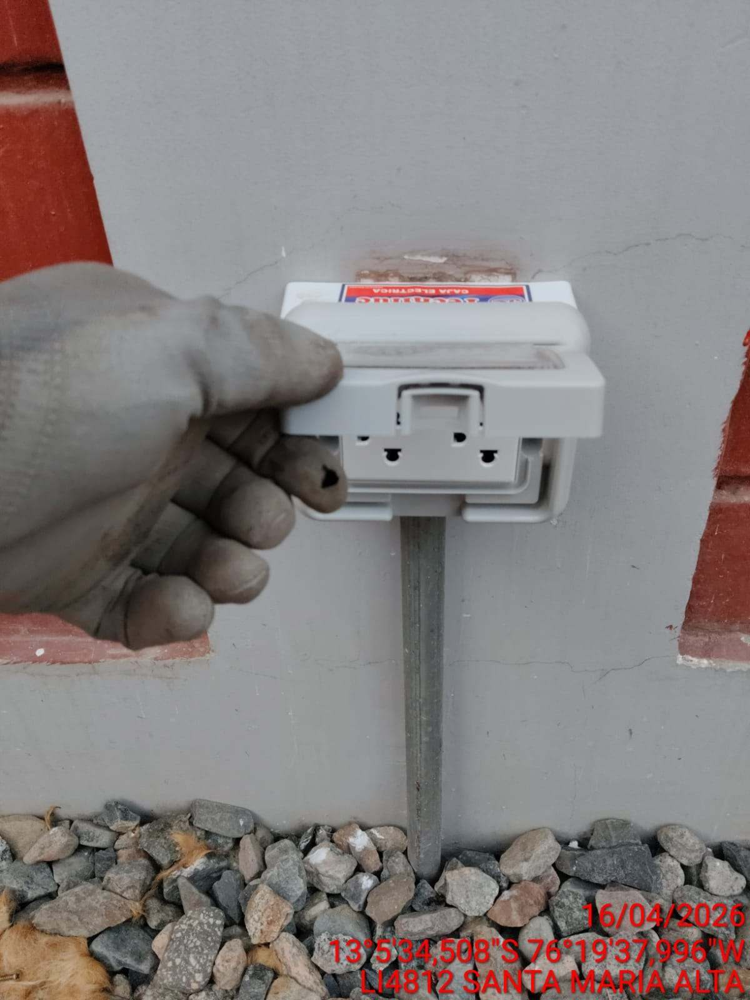 CAJA ELECTRICA
16/04/2026
13°5'34,508"S 76°19'37,996"W
LI4812 SANTA MARIA ALTA